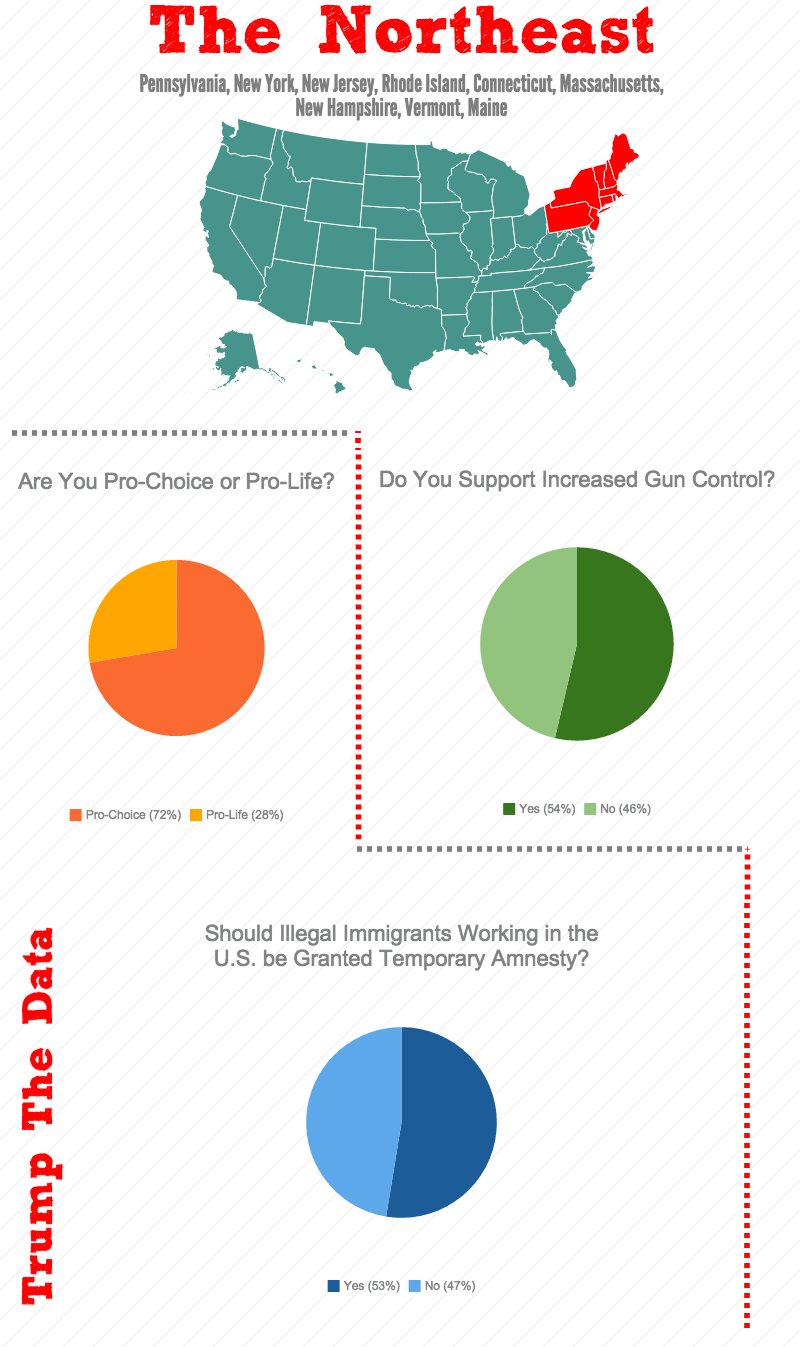 The Northeast
Pennsylvania, New York, New Jersey, Rhode Island, Connecticut, Massachusetts,
New Hampshire, Vermont, Maine
Are You Pro-Choice or Pro-Life?
Pro-Choice (72%) Pro-Life (28%)
Do You Support Increased Gun Control?
Yes (54%) No (46%)
Should Illegal Immigrants Working in the
U.S. be Granted Temporary Amnesty?
Yes (53%) No (47%)
Trump The Data